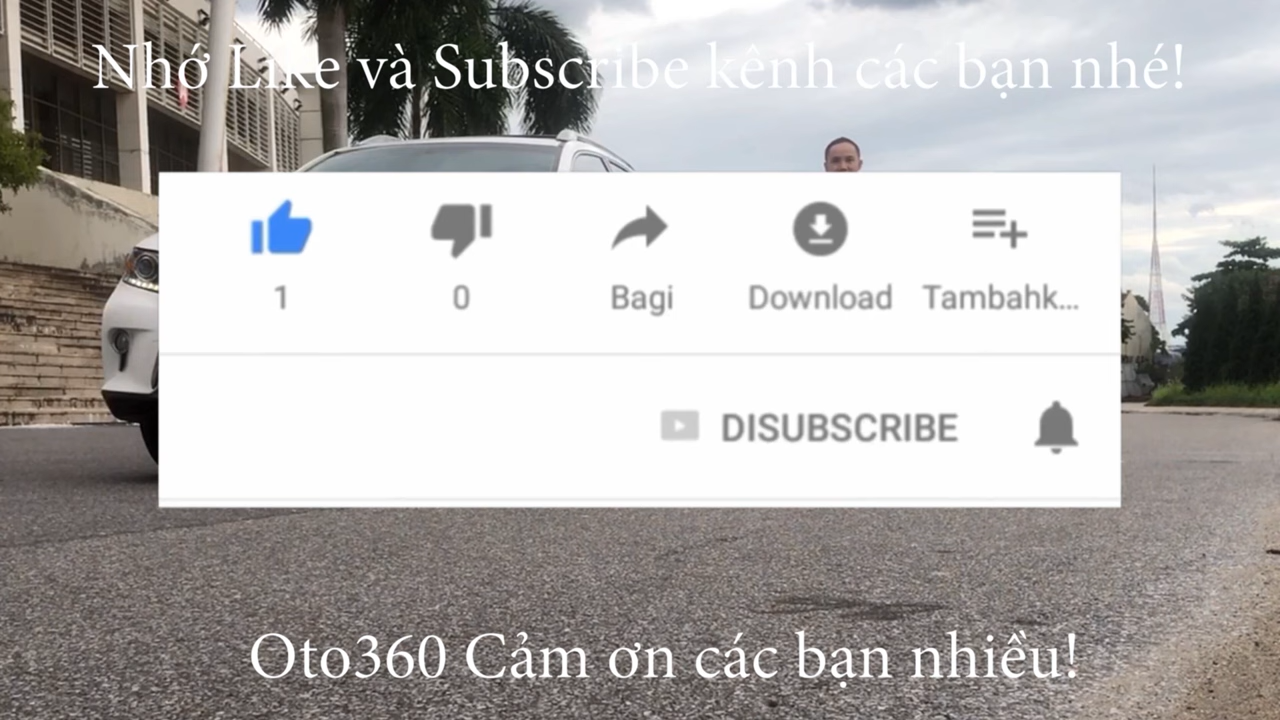 Nhớ Like và Subscribe kênh các bạn nhé!
1 0 Bagi Download Tambahk...
DISUBSCRIBE
Oto360 Cảm ơn các bạn nhiều!